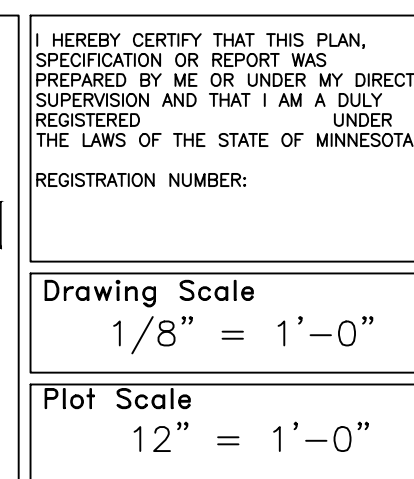 I HEREBY CERTIFY THAT THIS PLAN,
SPECIFICATION OR REPORT WAS
PREPARED BY ME OR UNDER MY DIRECT
SUPERVISION AND THAT I AM A DULY
REGISTERED UNDER
THE LAWS OF THE STATE OF MINNESOTA
REGISTRATION NUMBER:
Drawing Scale
1/8" = 1'-0"
Plot Scale
12" = 1'-0"